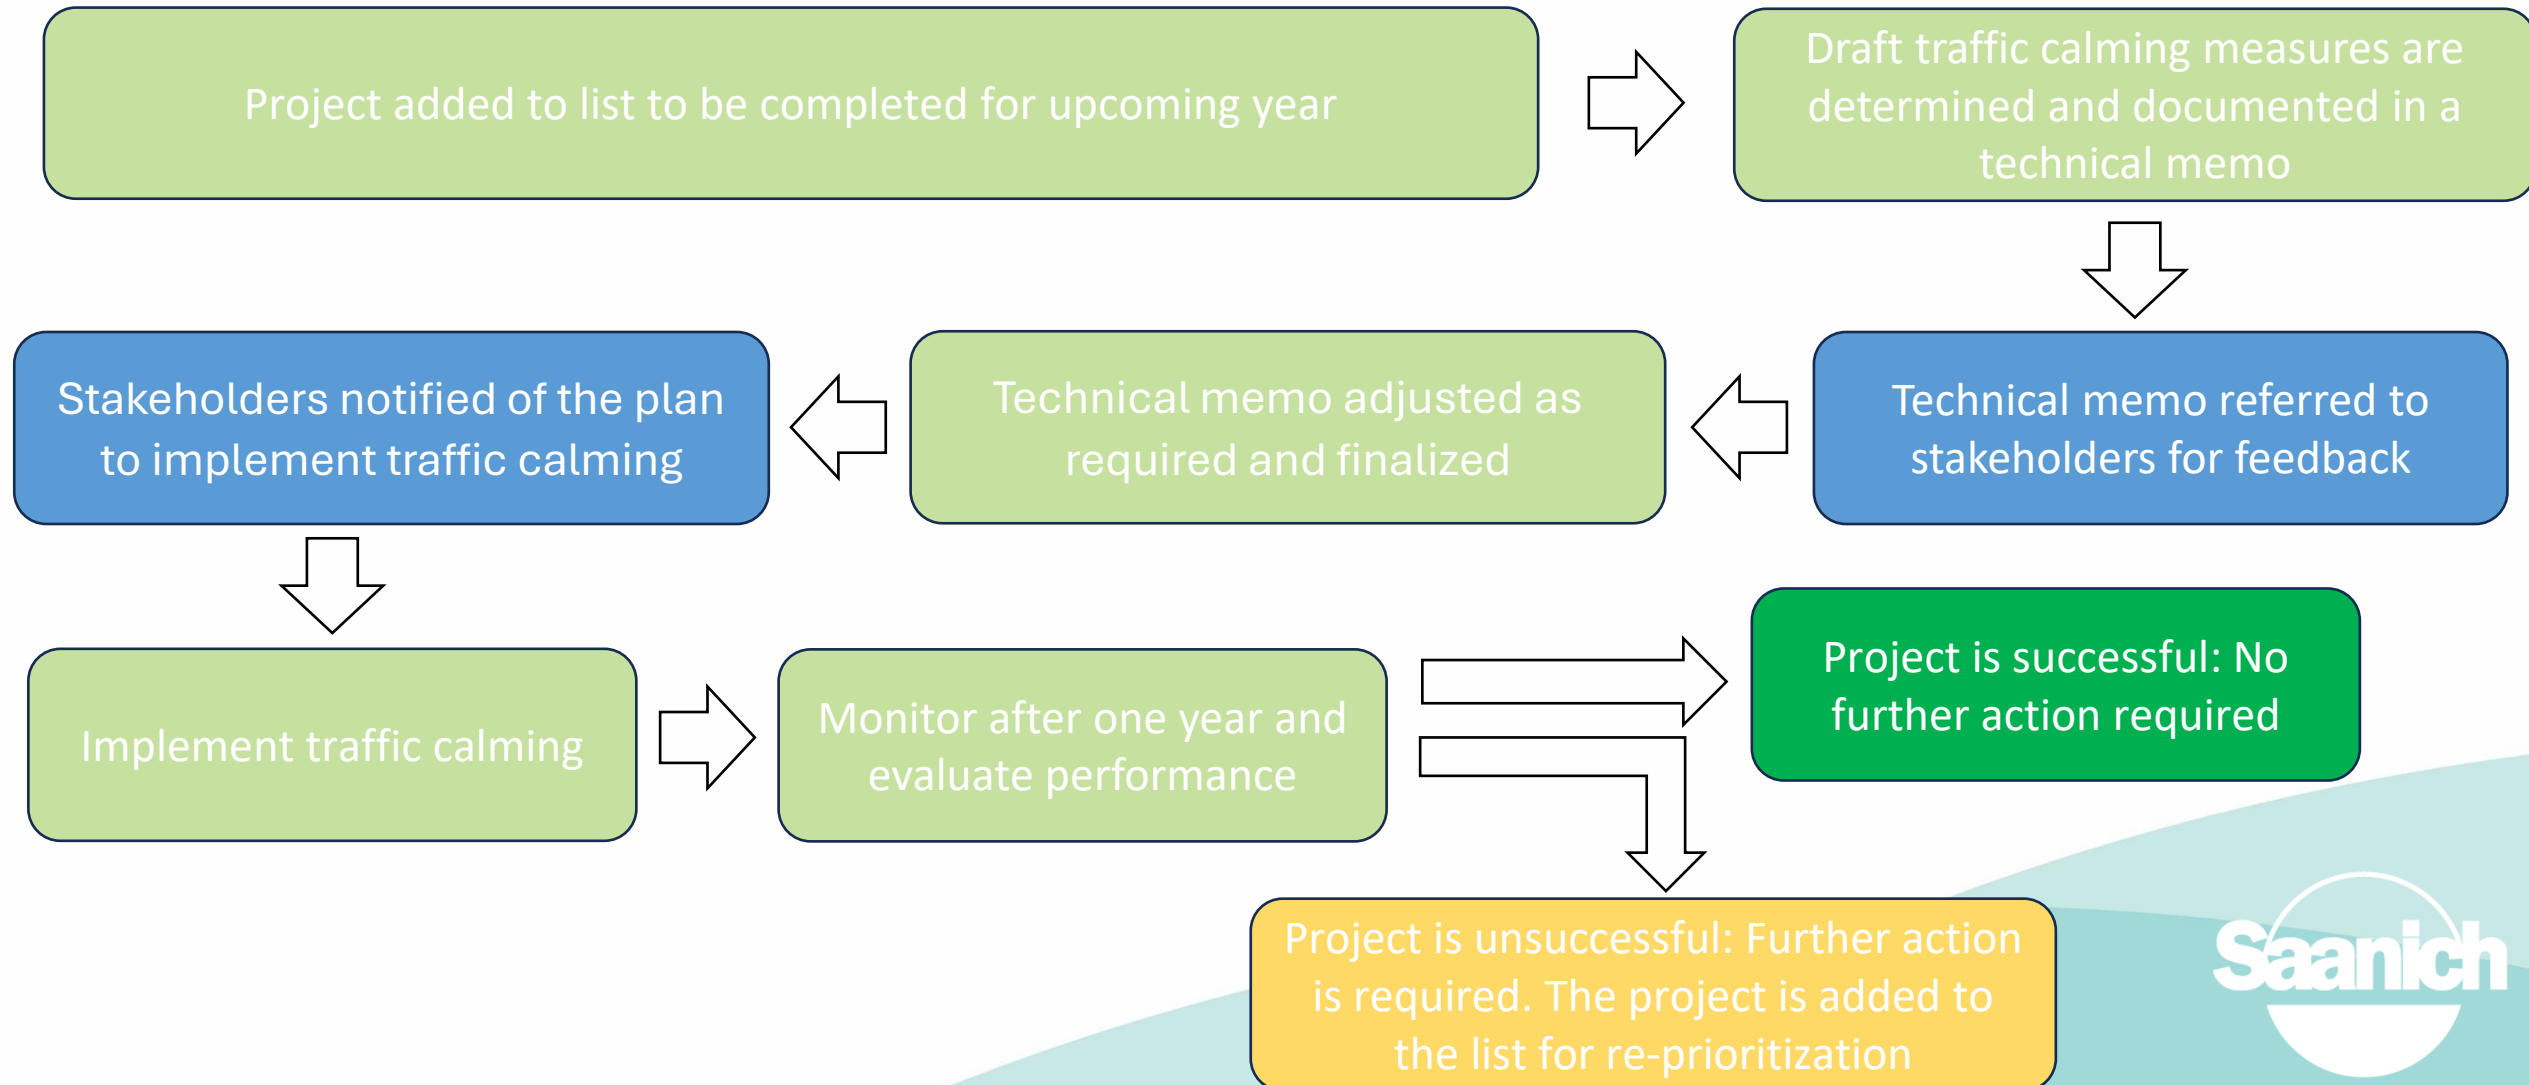 Project added to list to be completed for upcoming year
Draft traffic calming measures are
determined and documented in a
technical memo
Technical memo referred to
stakeholders for feedback
Technical memo adjusted as
required and finalized
Stakeholders notified of the plan
to implement traffic calming
Implement traffic calming
Monitor after one year and
evaluate performance
Project is successful: No
further action required
Project is unsuccessful: Further action
is required. The project is added to
the list for re-prioritization
Saanich